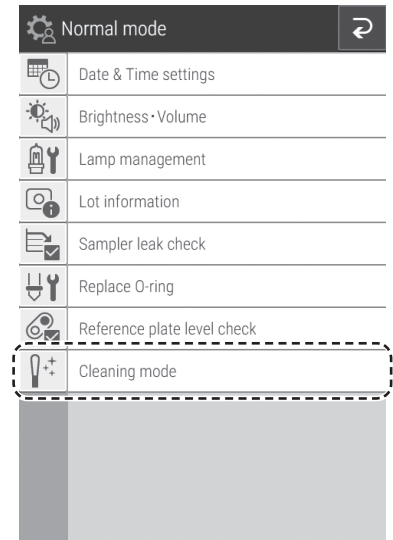 Normal mode
Date & Time settings
Brightness・Volume
Lamp management
Lot information
Sampler leak check
Replace O-ring
Reference plate level check
Cleaning mode